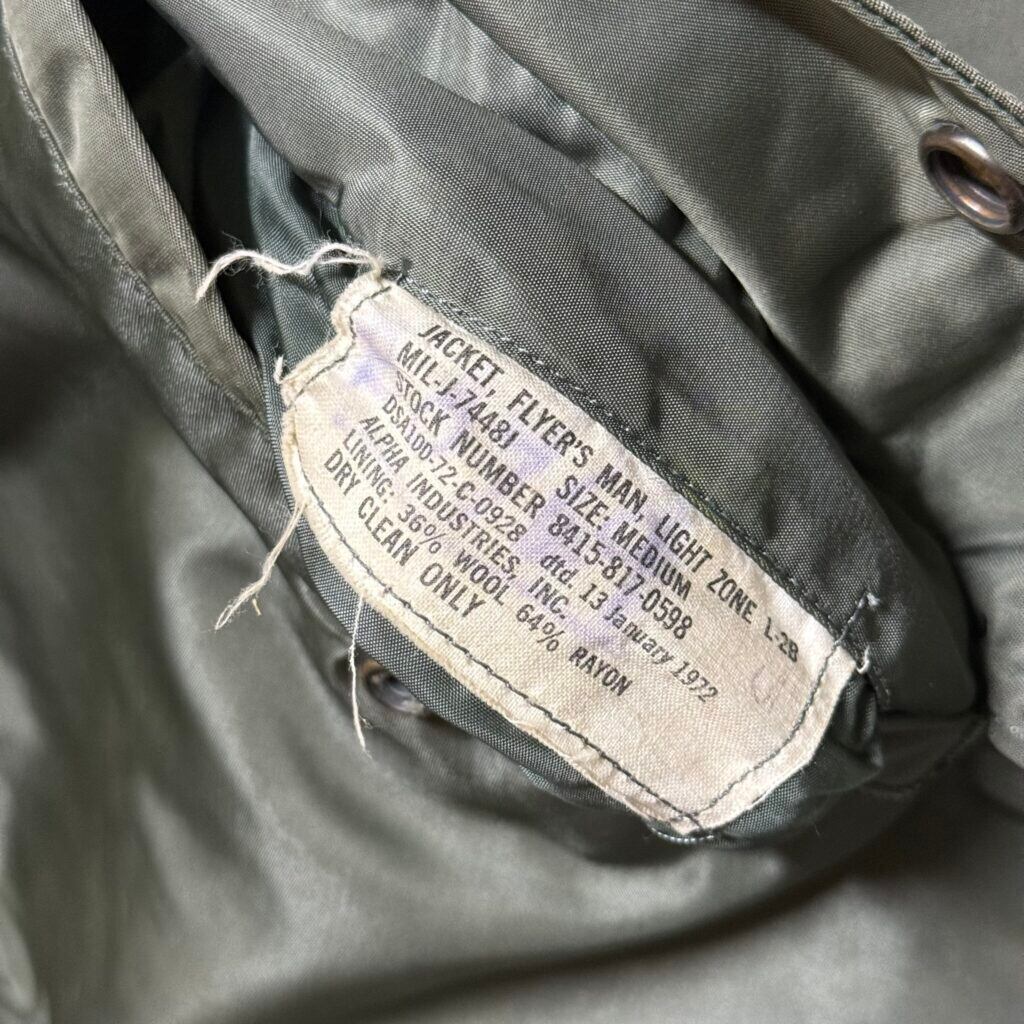 JACKET, FLYER'S MAN, LIGHT ZONE L-2B
MIL-J-74481 SIZE: MEDIUM
STOCK NUMBER 8415-817-0598
DSA100-72-C-0928 dtd. 13 January 1972
ALPHA INDUSTRIES, INC.
LINING: 36% WOOL 64% RAYON
DRY CLEAN ONLY